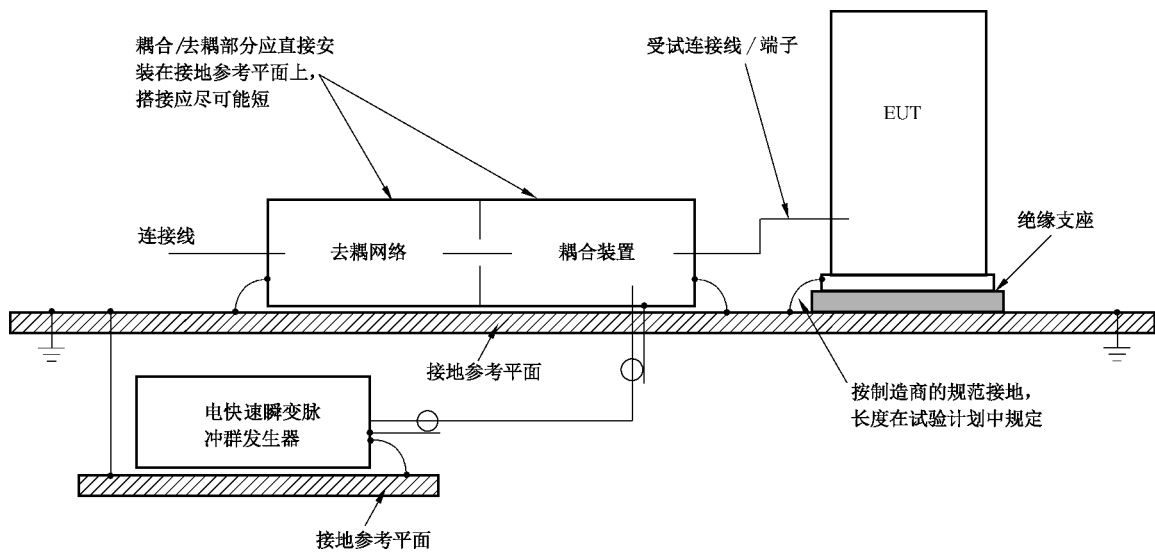 耦合/去耦部分应直接安
装在接地参考平面上，
搭接应尽可能短
受试连接线/端子
EUT
绝缘支座
连接线
去耦网络
耦合装置
接地参考平面
按制造商的规范接地，
长度在试验计划中规定
电快速瞬变脉
冲群发生器
接地参考平面